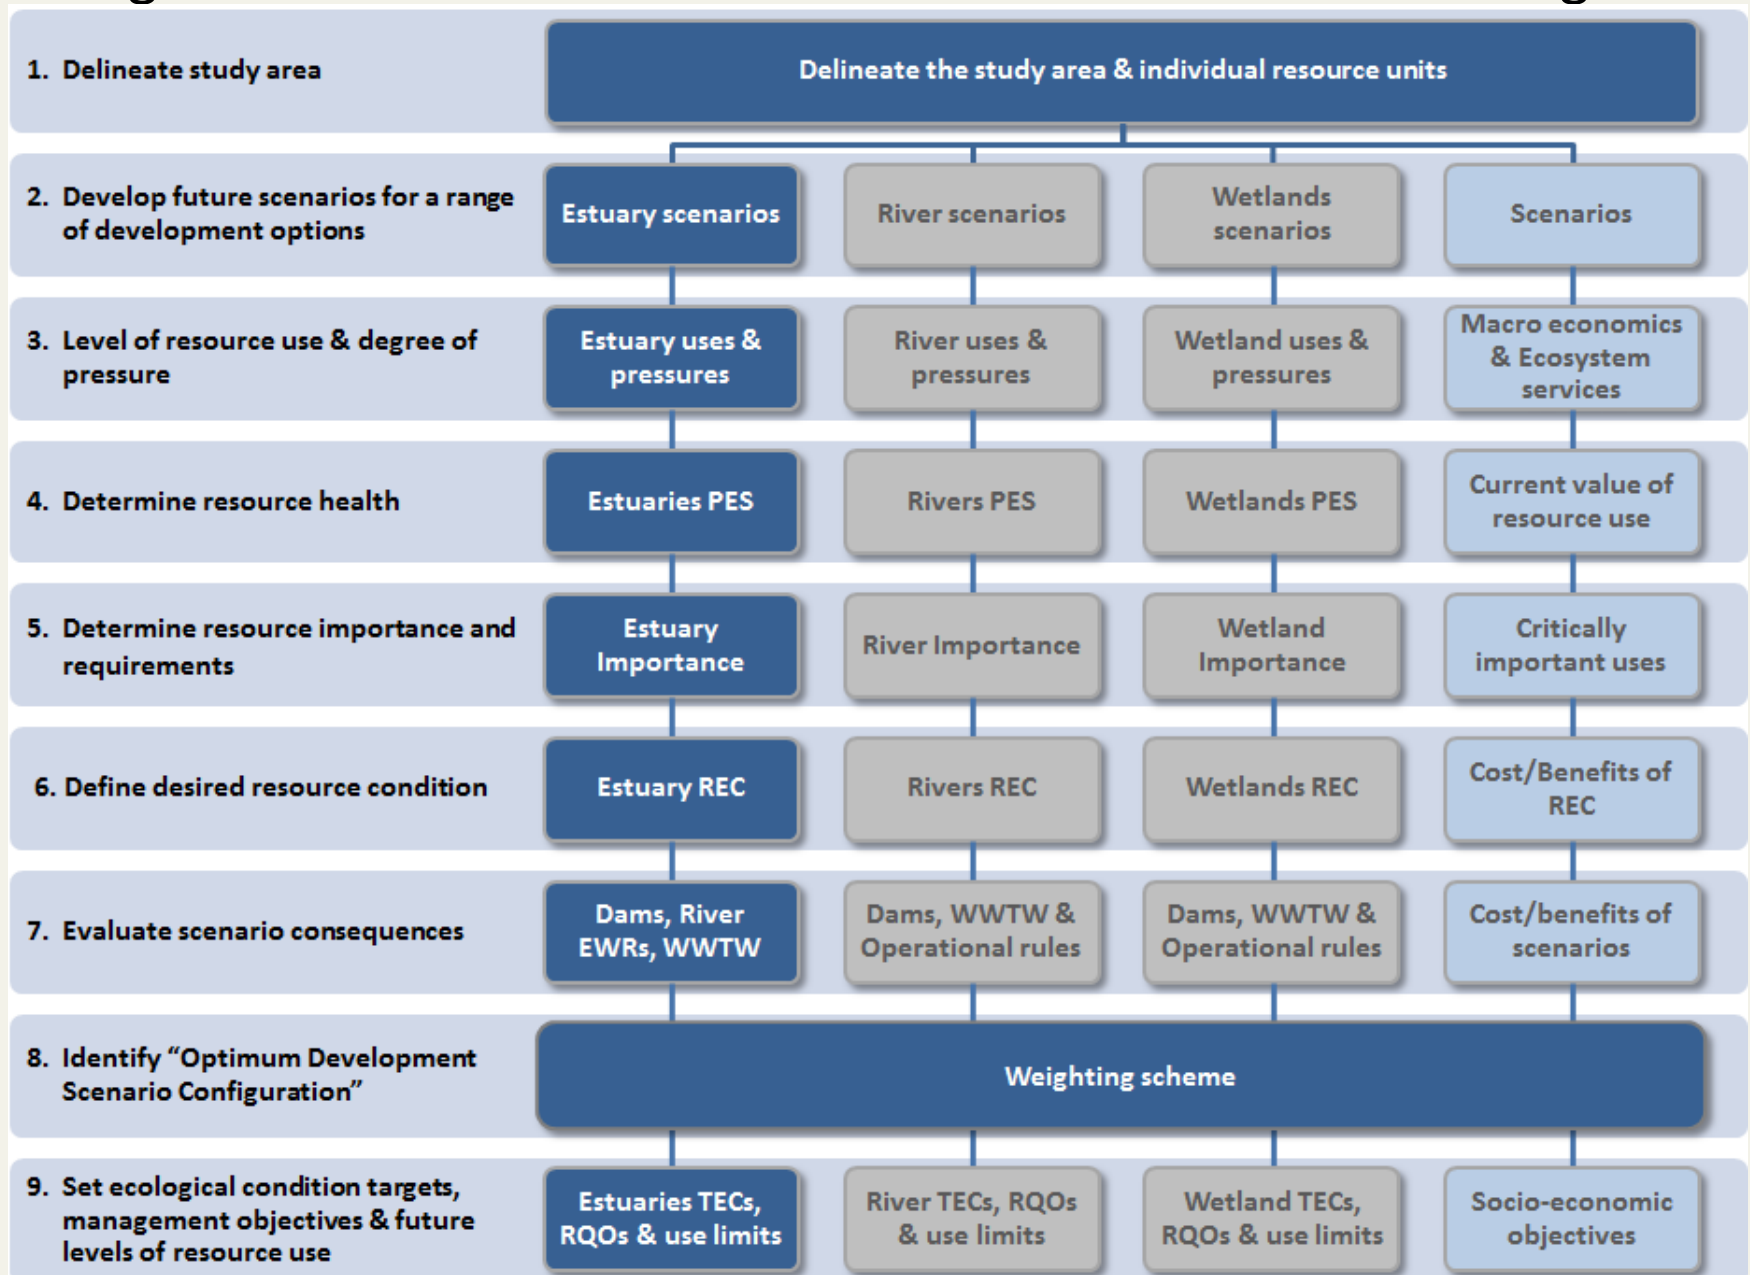 1. Delineate study area
Delineate the study area & individual resource units
2. Develop future scenarios for a range
of development options
Estuary scenarios
River scenarios
Wetlands
scenarios
Scenarios
3. Level of resource use & degree of
pressure
Estuary uses &
pressures
River uses &
pressures
Wetland uses &
pressures
Macro economics
& Ecosystem
services
4. Determine resource health
Estuaries PES
Rivers PES
Wetlands PES
Current value of
resource use
5. Determine resource importance and
requirements
Estuary
Importance
River Importance
Wetland
Importance
Critically
important uses
6. Define desired resource condition
Estuary REC
Rivers REC
Wetlands REC
Cost/Benefits of
REC
7. Evaluate scenario consequences
Dams, River
EWRs, WWTW
Dams, WWTW &
Operational rules
Dams, WWTW &
Operational rules
Cost/benefits of
scenarios
8. Identify “Optimum Development
Scenario Configuration”
Weighting scheme
9. Set ecological condition targets,
management objectives & future
levels of resource use
Estuaries TECs,
RQOs & use limits
River TECs, RQOs
& use limits
Wetland TECs,
RQOs & use limits
Socio-economic
objectives